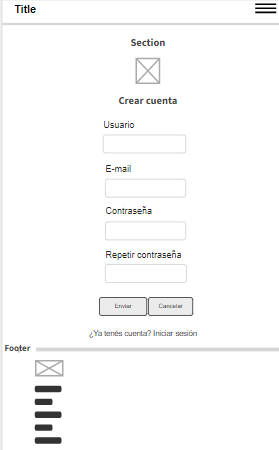 Title
Section
Crear cuenta
Usuario
E-mail
Contraseña
Repetir contraseña
Enviar Cancelar
¿Ya tenés cuenta? Iniciar sesión
Footer